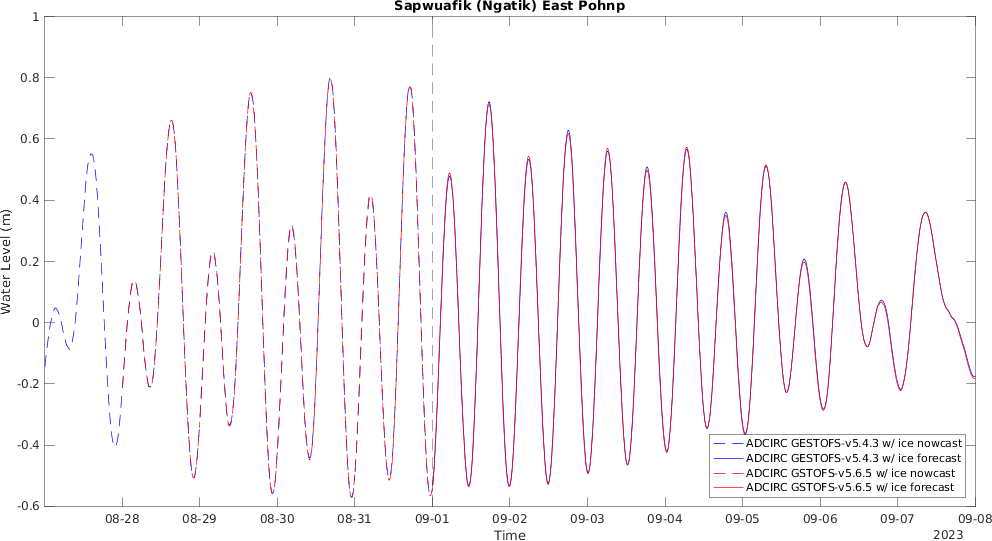 Sapwuafik (Ngatik) East Pohnp
Water Level (m)
1
0.8
0.6
0.4
0.2
0
-0.2
-0.4
-0.6
ADCIRC GESTOFS-v5.4.3 w/ ice nowcast
ADCIRC GESTOFS-v5.4.3 w/ ice forecast
ADCIRC GSTOFS-v5.6.5 w/ ice nowcast
ADCIRC GSTOFS-v5.6.5 w/ ice forecast
08-28 08-29 08-30 08-31 09-01 09-02 09-03 09-04 09-05 09-06 09-07 09-08
Time
2023